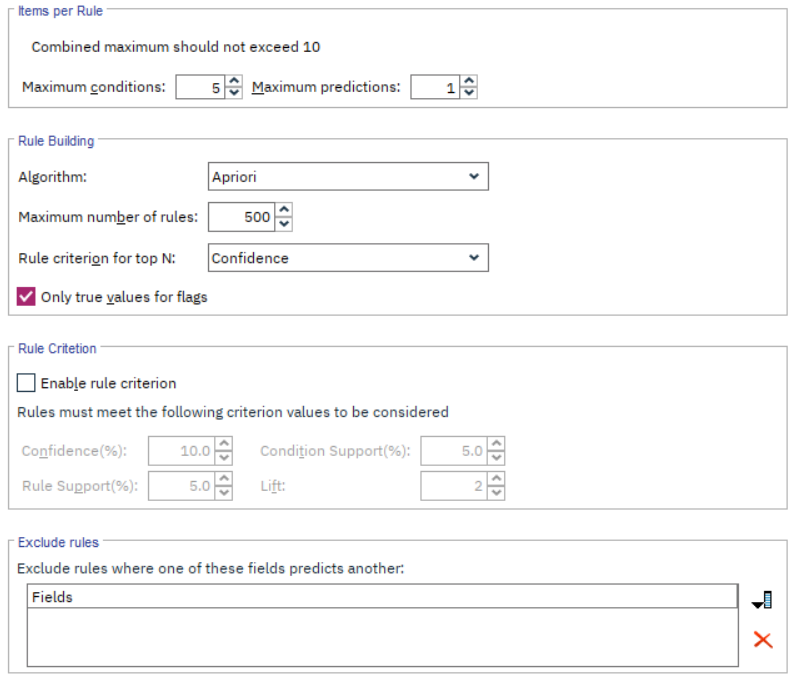 Items per Rule
Combined maximum should not exceed 10
Maximum conditions: 5 Maximum predictions: 1
Rule Building
Algorithm: Apriori
Maximum number of rules: 500
Rule criterion for top N: Confidence
Only true values for flags
Rule Critetion
Enable rule criterion
Rules must meet the following criterion values to be considered
Confidence(%): 10.0 Condition Support(%): 5.0
Rule Support(%): 5.0 Lift: 2
Exclude rules
Exclude rules where one of these fields predicts another:
Fields